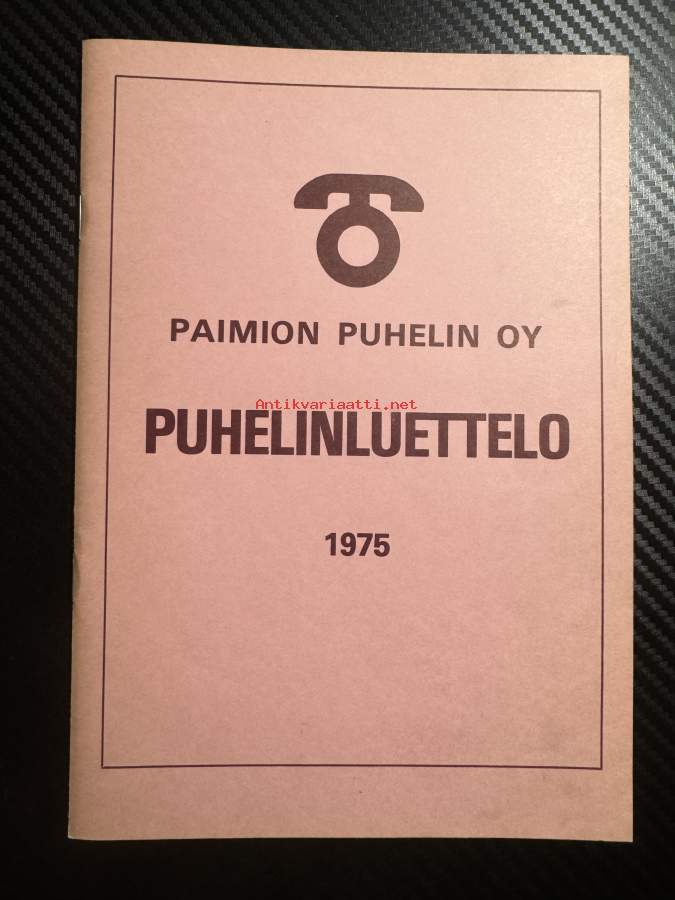 PAIMION PUHELIN OY
Antikvariaatti.net
PUHELINLUETTELO
1975